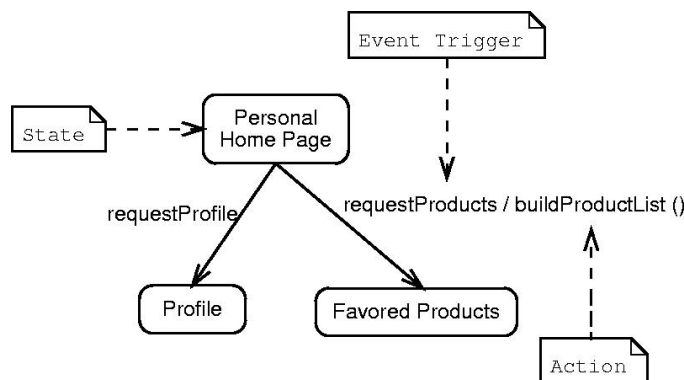 Event Trigger
Personal
Home Page
State
requestProfile
requestProducts / buildProductList ()
Profile
Favored Products
Action